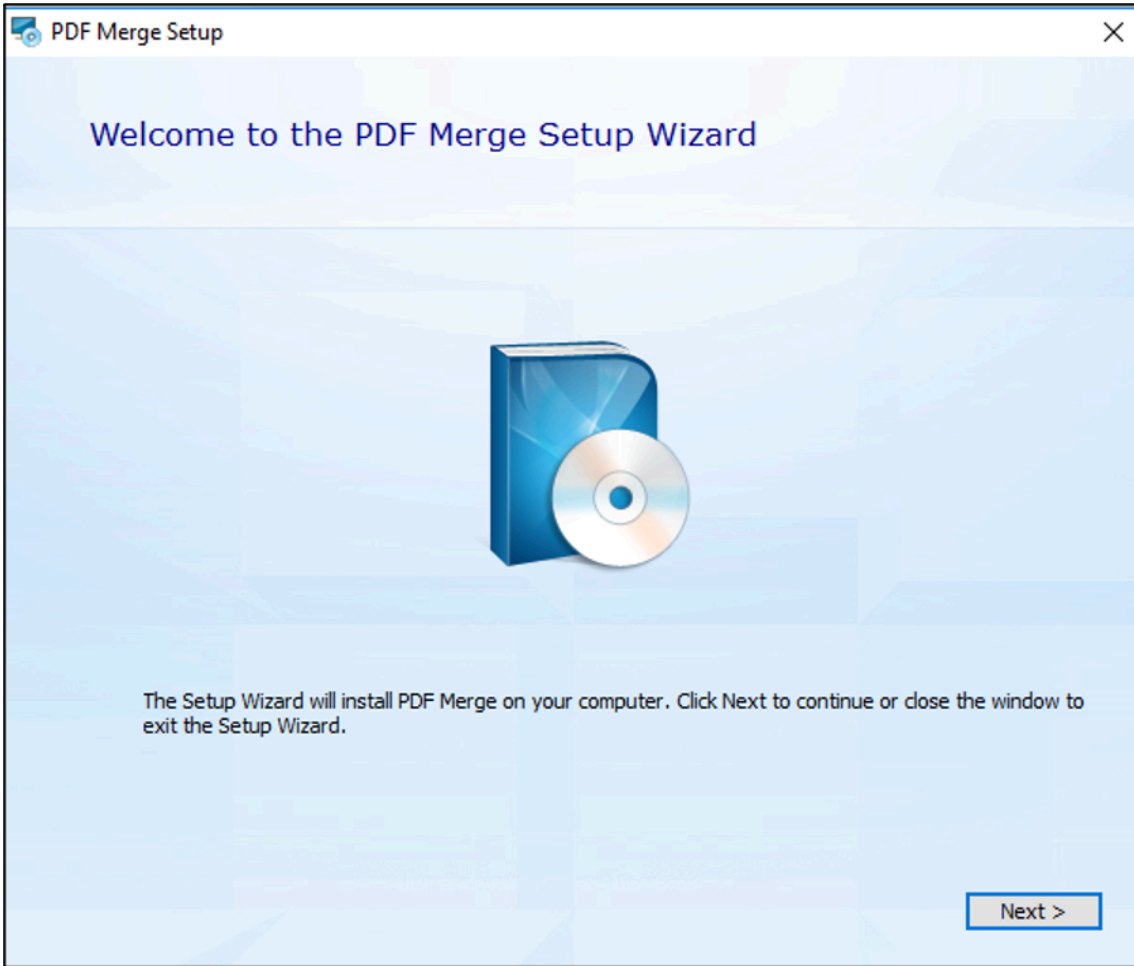 PDF Merge Setup
Welcome to the PDF Merge Setup Wizard
The Setup Wizard will install PDF Merge on your computer. Click Next to continue or close the window to
exit the Setup Wizard.
Next >